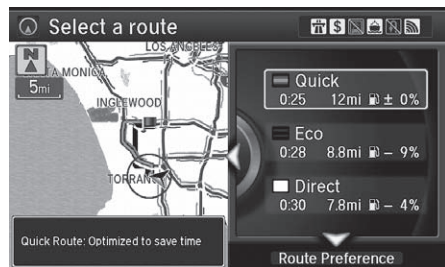 Select a route
$
N
LOS ANGELES
A MONICA
5mi
INGLEWOOD
TORRAN
Quick Route: Optimized to save time
Quick
0:25 12mi ± 0%
Eco
0:28 8.8mi – 9%
Direct
0:30 7.8mi – 4%
Route Preference